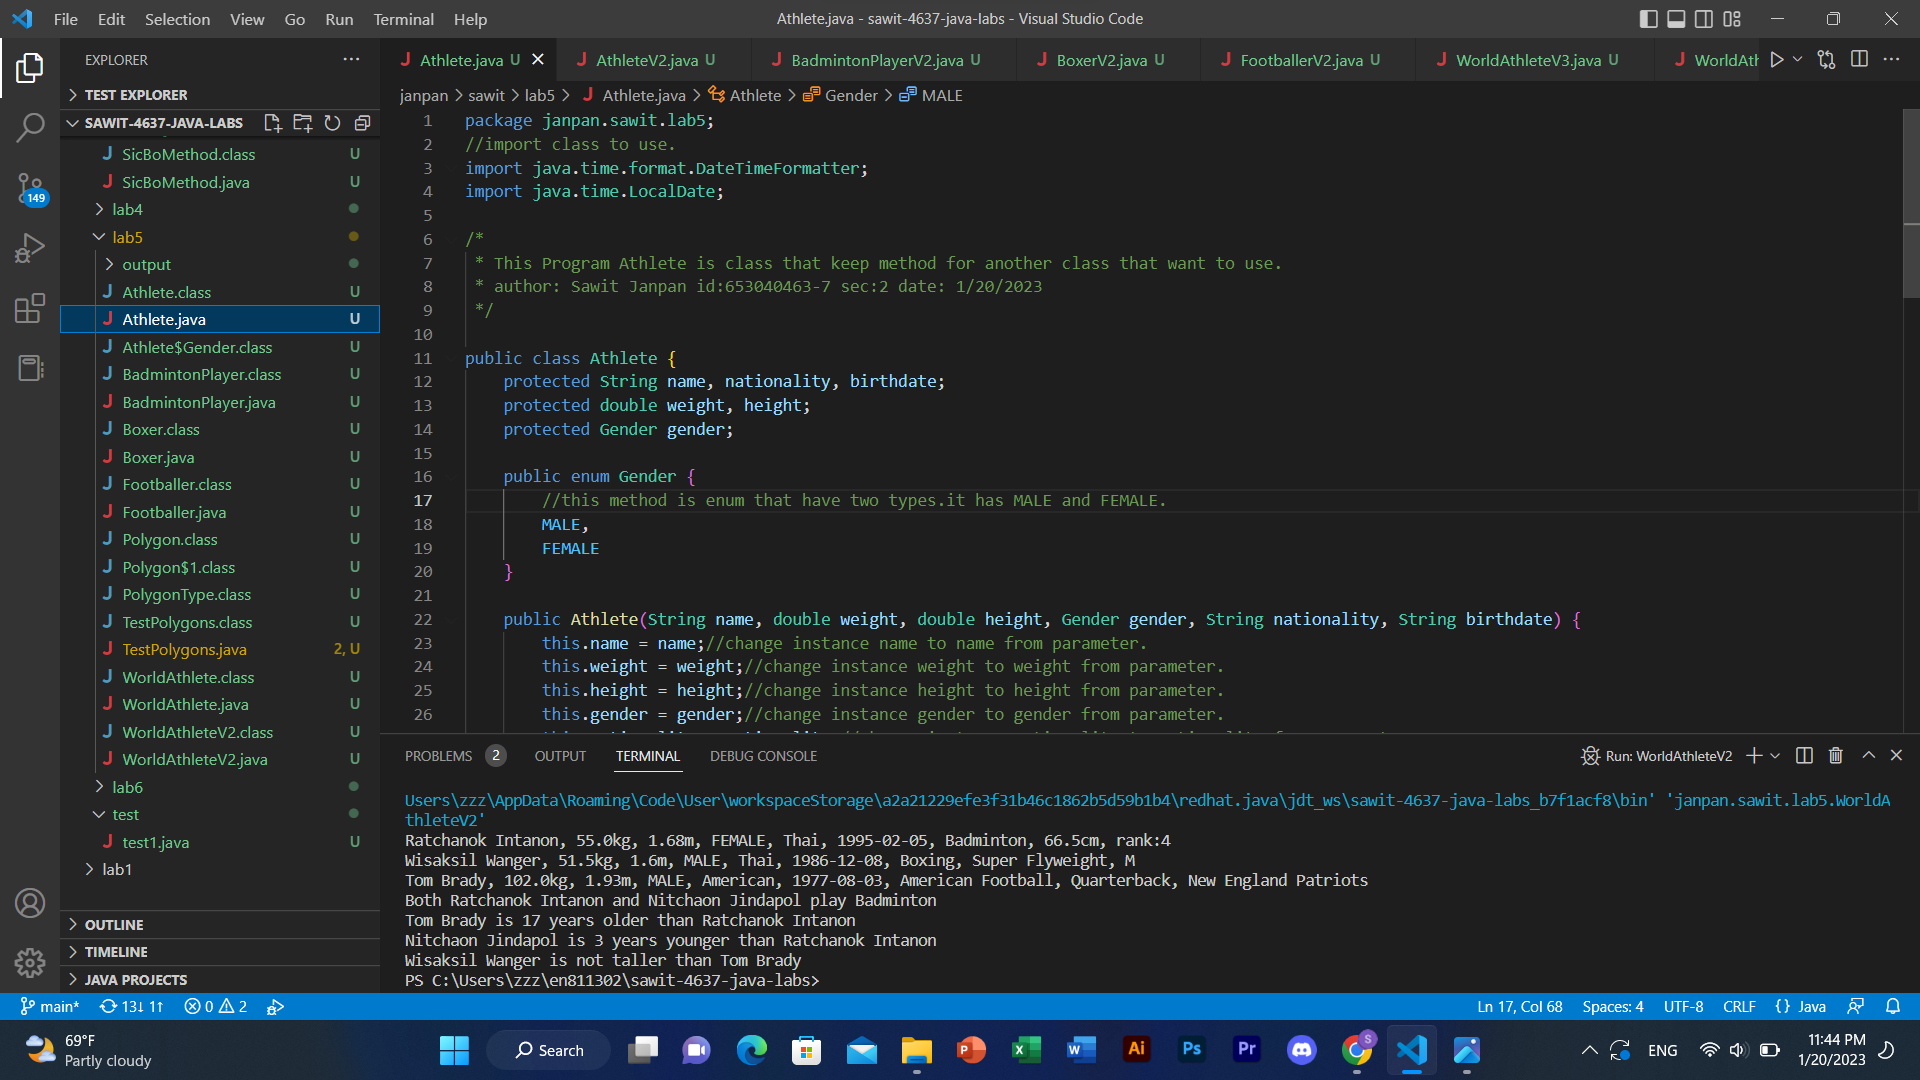 File Edit Selection View Go Run Terminal Help
Athlete.java - sawit-4637-java-labs - Visual Studio Code
EXPLORER
TEST EXPLORER
SAWIT-4637-JAVA-LABS
SicBoMethod.class U
SicBoMethod.java U
lab4
lab5
output
Athlete.class U
Athlete.java U
Athlete$Gender.class U
BadmintonPlayer.class U
BadmintonPlayer.java U
Boxer.class U
Boxer.java U
Footballer.class U
Footballer.java U
Polygon.class U
Polygon$1.class U
PolygonType.class U
TestPolygons.class U
TestPolygons.java 2, U
WorldAthlete.class U
WorldAthlete.java U
WorldAthleteV2.class U
WorldAthleteV2.java U
lab6
test
test1.java U
lab1
OUTLINE
TIMELINE
JAVA PROJECTS
149
Athlete.java U AthleteV2.java U BadmintonPlayerV2.java U BoxerV2.java U FootballerV2.java U WorldAthleteV3.java U WorldAth
janpan > sawit > lab5 > Athlete.java > Athlete > Gender > MALE
1 package janpan.sawit.lab5;
2 //import class to use.
3 import java.time.format.DateTimeFormatter;
4 import java.time.LocalDate;
5
6 /*
7 * This Program Athlete is class that keep method for another class that want to use.
8 * author: Sawit Janpan id:653040463-7 sec:2 date: 1/20/2023
9 */
10
11 public class Athlete {
12 protected String name, nationality, birthdate;
13 protected double weight, height;
14 protected Gender gender;
15
16 public enum Gender {
17 //this method is enum that have two types.it has MALE and FEMALE.
18 MALE,
19 FEMALE
20 }
21
22 public Athlete(String name, double weight, double height, Gender gender, String nationality, String birthdate) {
23 this.name = name;//change instance name to name from parameter.
24 this.weight = weight;//change instance weight to weight from parameter.
25 this.height = height;//change instance height to height from parameter.
26 this.gender = gender;//change instance gender to gender from parameter.
PROBLEMS 2 OUTPUT TERMINAL DEBUG CONSOLE
Run: WorldAthleteV2
Users\zzz\AppData\Roaming\Code\User\workspaceStorage\a2a21229efe3f31b46c1862b5d59b1b4\redhat.java\jdt_ws\sawit-4637-java-labs_b7f1acf8\bin' 'janpan.sawit.lab5.WorldA
thleteV2'
Ratchanok Intanon, 55.0kg, 1.68m, FEMALE, Thai, 1995-02-05, Badminton, 66.5cm, rank:4
Wisaksil Wanger, 51.5kg, 1.6m, MALE, Thai, 1986-12-08, Boxing, Super Flyweight, M
Tom Brady, 102.0kg, 1.93m, MALE, American, 1977-08-03, American Football, Quarterback, New England Patriots
Both Ratchanok Intanon and Nitchaon Jindapol play Badminton
Tom Brady is 17 years older than Ratchanok Intanon
Nitchaon Jindapol is 3 years younger than Ratchanok Intanon
Wisaksil Wanger is not taller than Tom Brady
PS C:\Users\zzz\en811302\sawit-4637-java-labs>
main* 13↓ 1↑ 0 2
Ln 17, Col 68 Spaces: 4 UTF-8 CRLF {} Java
69°F
Partly cloudy
Search
Ai Ps Pr
ENG
11:44 PM
1/20/2023